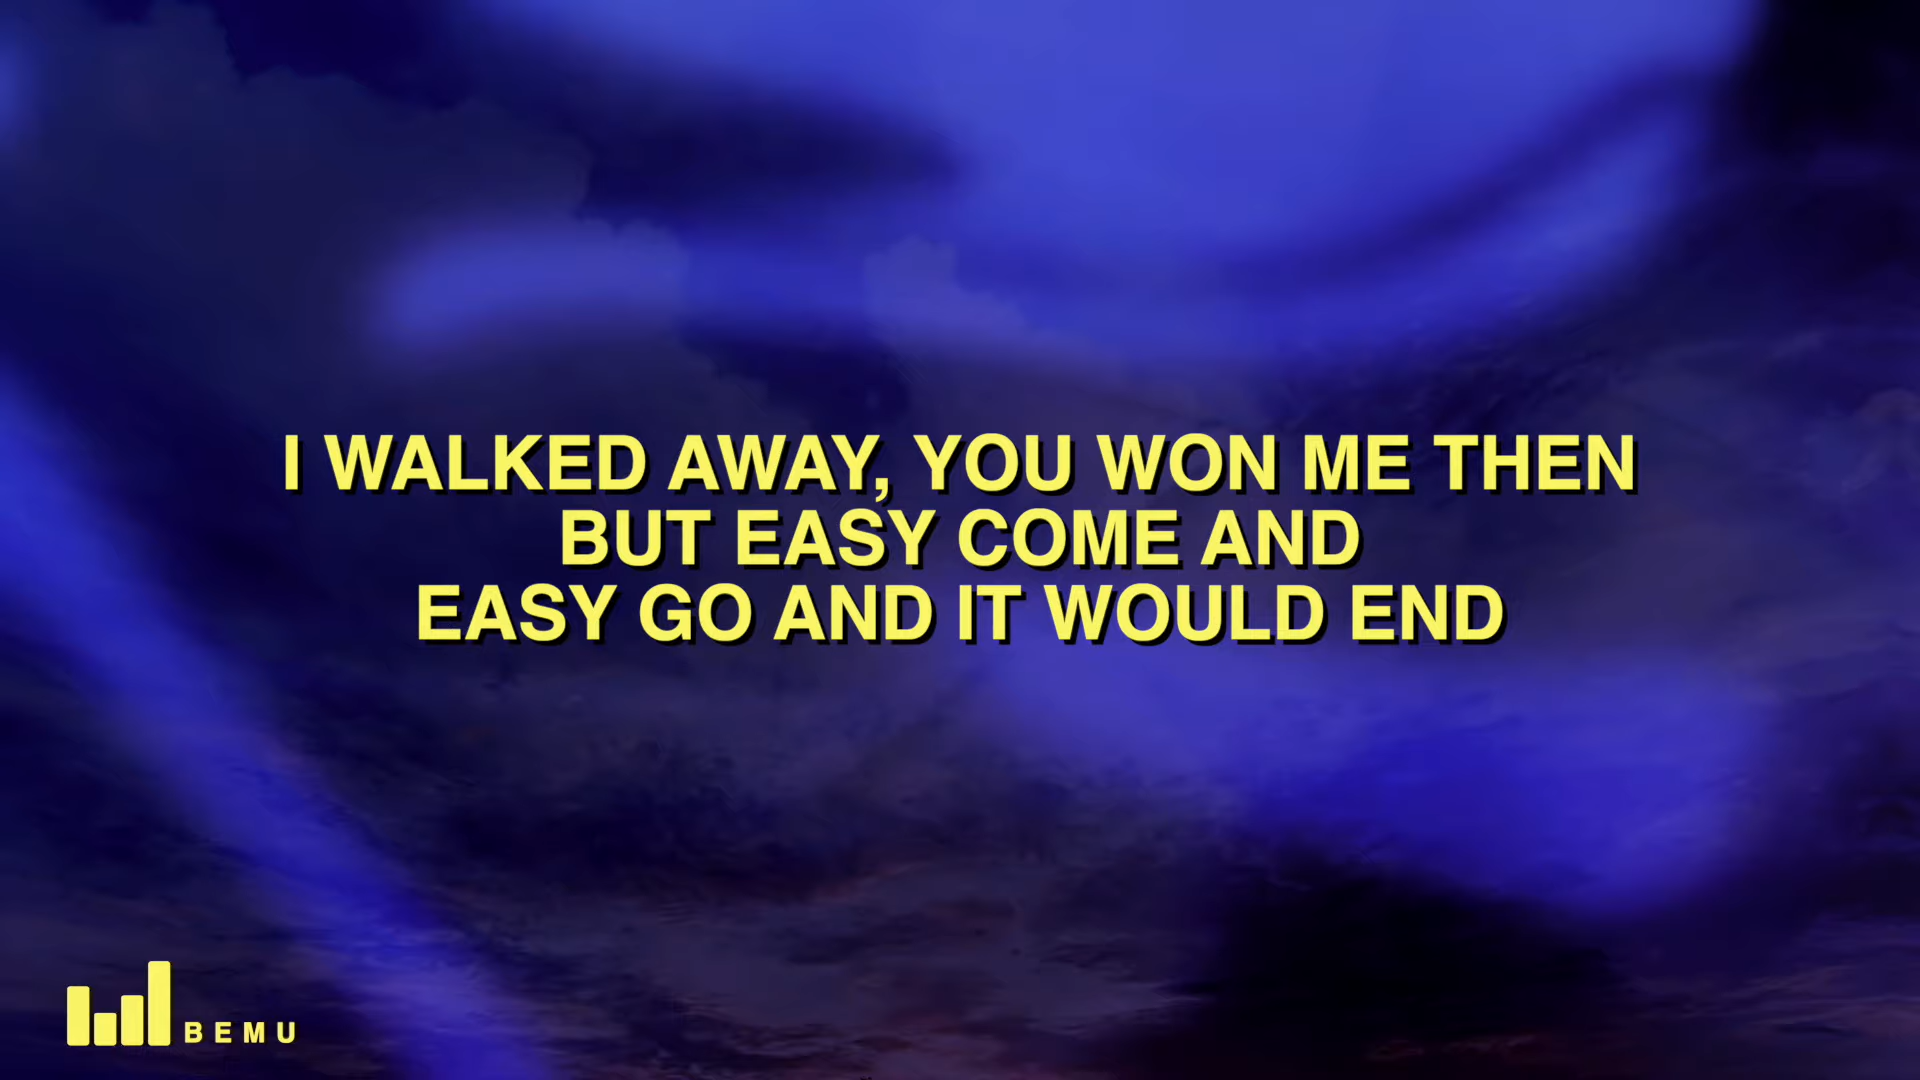 I WALKED AWAY, YOU WON ME THEN
BUT EASY COME AND
EASY GO AND IT WOULD END
BEMU